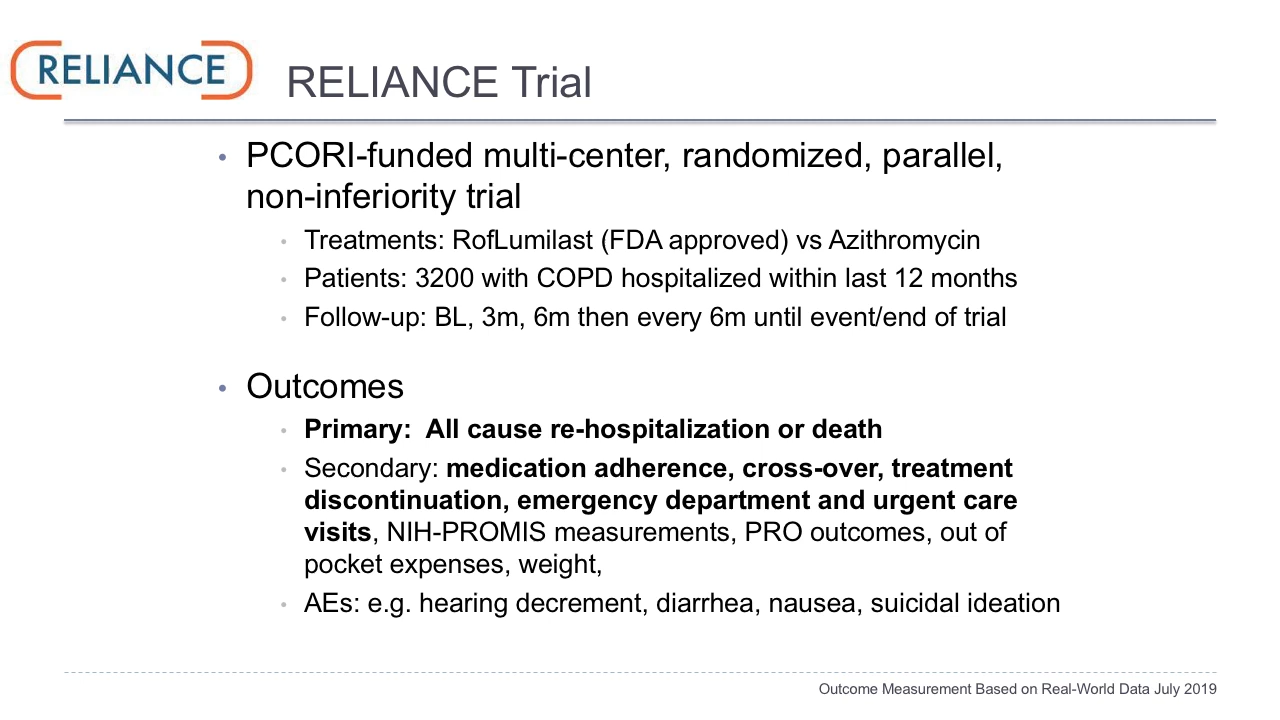 RELIANCE
RELIANCE Trial
• PCORI-funded multi-center, randomized, parallel,
non-inferiority trial
• Treatments: RofLumilast (FDA approved) vs Azithromycin
• Patients: 3200 with COPD hospitalized within last 12 months
• Follow-up: BL, 3m, 6m then every 6m until event/end of trial
• Outcomes
• Primary:  All cause re-hospitalization or death
• Secondary: medication adherence, cross-over, treatment
discontinuation, emergency department and urgent care
visits, NIH-PROMIS measurements, PRO outcomes, out of
pocket expenses, weight,
• AEs: e.g. hearing decrement, diarrhea, nausea, suicidal ideation
Outcome Measurement Based on Real-World Data July 2019